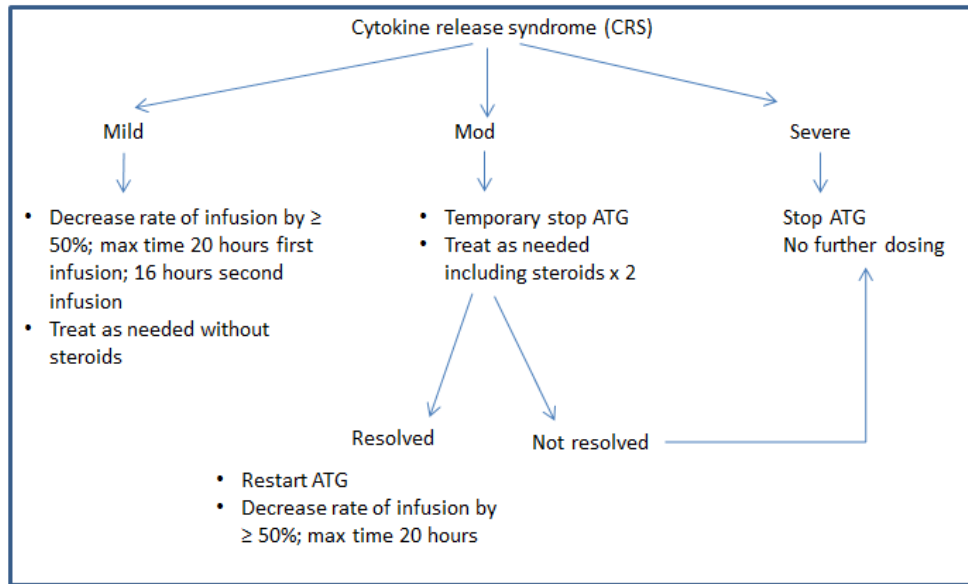 Cytokine release syndrome (CRS)
Mild
Mod
Severe
• Decrease rate of infusion by ≥
50%; max time 20 hours first
infusion; 16 hours second
infusion
• Treat as needed without
steroids
• Temporary stop ATG
• Treat as needed
including steroids x 2
Stop ATG
No further dosing
Resolved
Not resolved
• Restart ATG
• Decrease rate of infusion by
≥ 50%; max time 20 hours